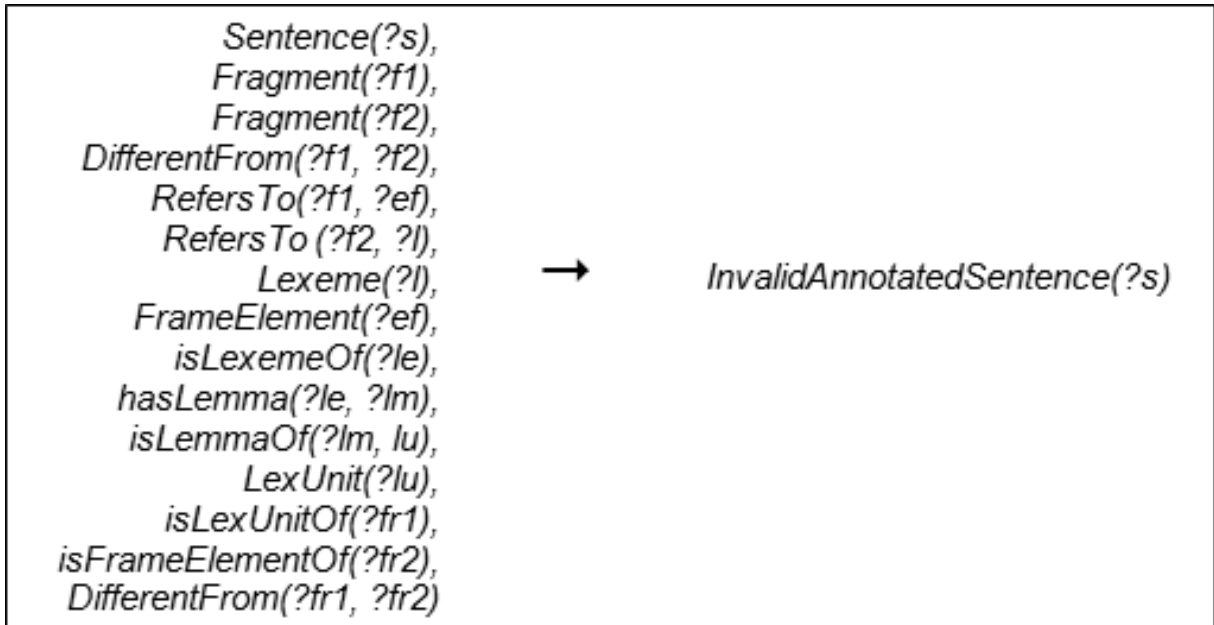 Sentence(?s),
Fragment(?f1),
Fragment(?f2),
DifferentFrom(?f1, ?f2),
RefersTo(?f1, ?ef),
RefersTo (?f2, ?l),
Lexeme(?l),
FrameElement(?ef),
isLexemeOf(?le),
hasLemma(?le, ?lm),
isLemmaOf(?lm, lu),
LexUnit(?lu),
isLexUnitOf(?fr1),
isFrameElementOf(?fr2),
DifferentFrom(?fr1, ?fr2)
→
InvalidAnnotatedSentence(?s)